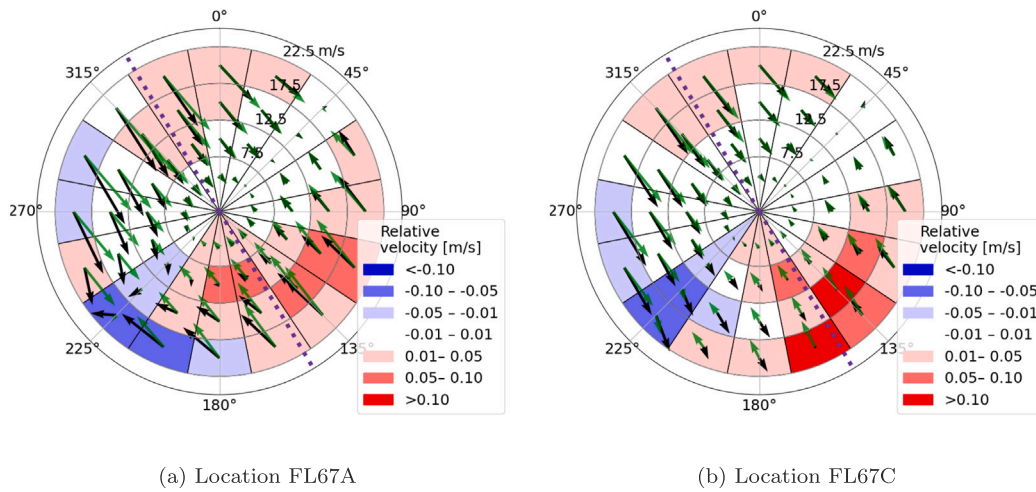 0°
22.5 m/s
45°
17.5
12.5
7.5
315°
270°
90°
225°
180°
135°
Relative
velocity [m/s]
<-0.10
-0.10 – -0.05
-0.05 – -0.01
-0.01 – 0.01
0.01– 0.05
0.05– 0.10
>0.10
(a) Location FL67A
0°
22.5 m/s
45°
17.5
12.5
7.5
315°
270°
90°
225°
180°
135°
Relative
velocity [m/s]
<-0.10
-0.10 – -0.05
-0.05 – -0.01
-0.01 – 0.01
0.01– 0.05
0.05– 0.10
>0.10
(b) Location FL67C